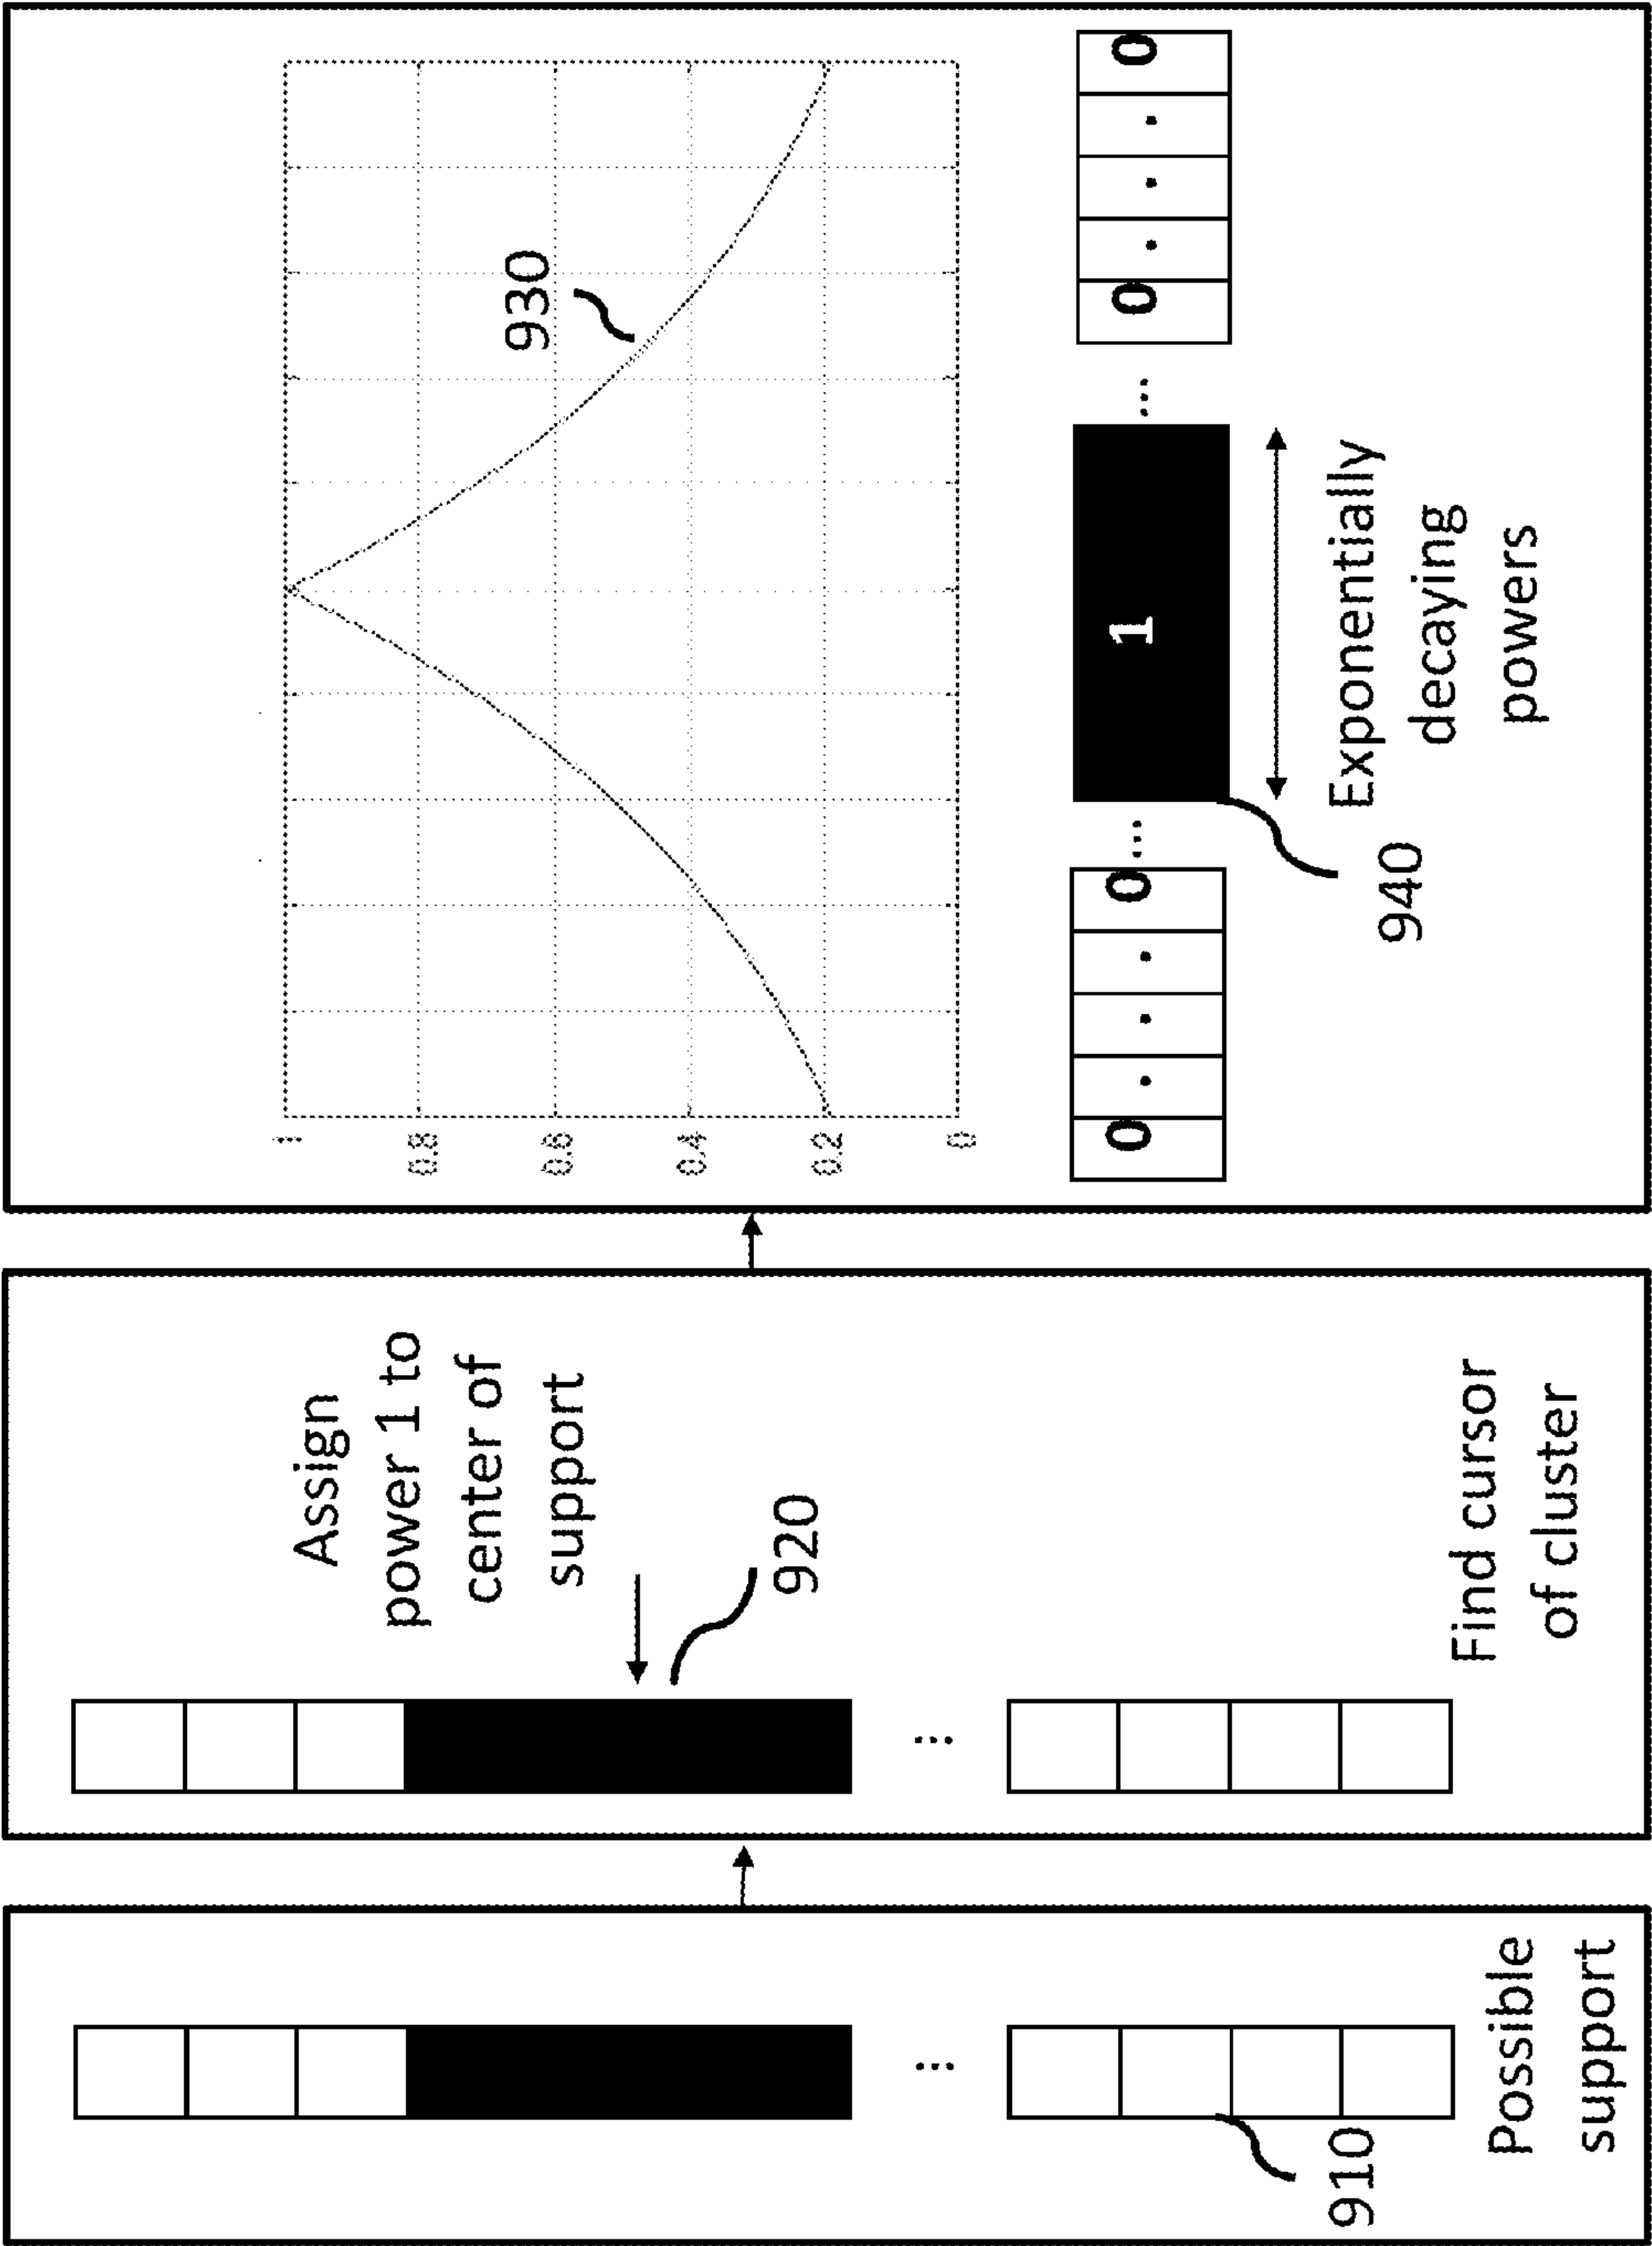 910
Possible
support
Assign
power 1 to
center of
support
920
Find cursor
of cluster
1
0.8
0.6
0.4
0.2
0
930
0 . . . 0 ... 1 ... 0 . . . 0
940
Exponentially
decaying
powers